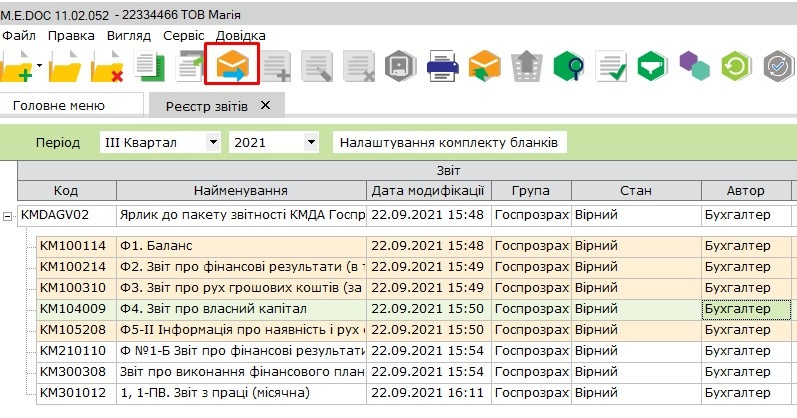 M.E.DOC 11.02.052 - 22334466 ТОВ Магія
Файл Правка Вигляд Сервіс Довідка
Головне меню Реєстр звітів X
Період III Квартал 2021 Налаштування комплекту бланків
Звіт
Код Найменування Дата модифікації Група Стан Автор
KMDAGV02 Ярлик до пакету звітності КМДА Госпр 22.09.2021 15:48 Госпрозрах Вірний Бухгалтер
KM100114 Ф1. Баланс 22.09.2021 15:48 Госпрозрах Вірний Бухгалтер
KM100214 Ф2. Звіт про фінансові результати (в т 22.09.2021 15:49 Госпрозрах Вірний Бухгалтер
KM100310 Ф3. Звіт про рух грошових коштів (за 22.09.2021 15:49 Госпрозрах Вірний Бухгалтер
KM104009 Ф4. Звіт про власний капітал 22.09.2021 15:50 Госпрозрах Вірний Бухгалтер
KM105208 Ф5-ІІ Інформація про наявність і рух 22.09.2021 15:50 Госпрозрах Вірний Бухгалтер
KM210110 Ф №1-Б Звіт про фінансові результати 22.09.2021 15:54 Госпрозрах Вірний Бухгалтер
KM300308 Звіт про виконання фінансового план 22.09.2021 15:54 Госпрозрах Вірний Бухгалтер
KM301012 1, 1-ПВ. Звіт з праці (місячна) 22.09.2021 16:11 Госпрозрах Вірний Бухгалтер